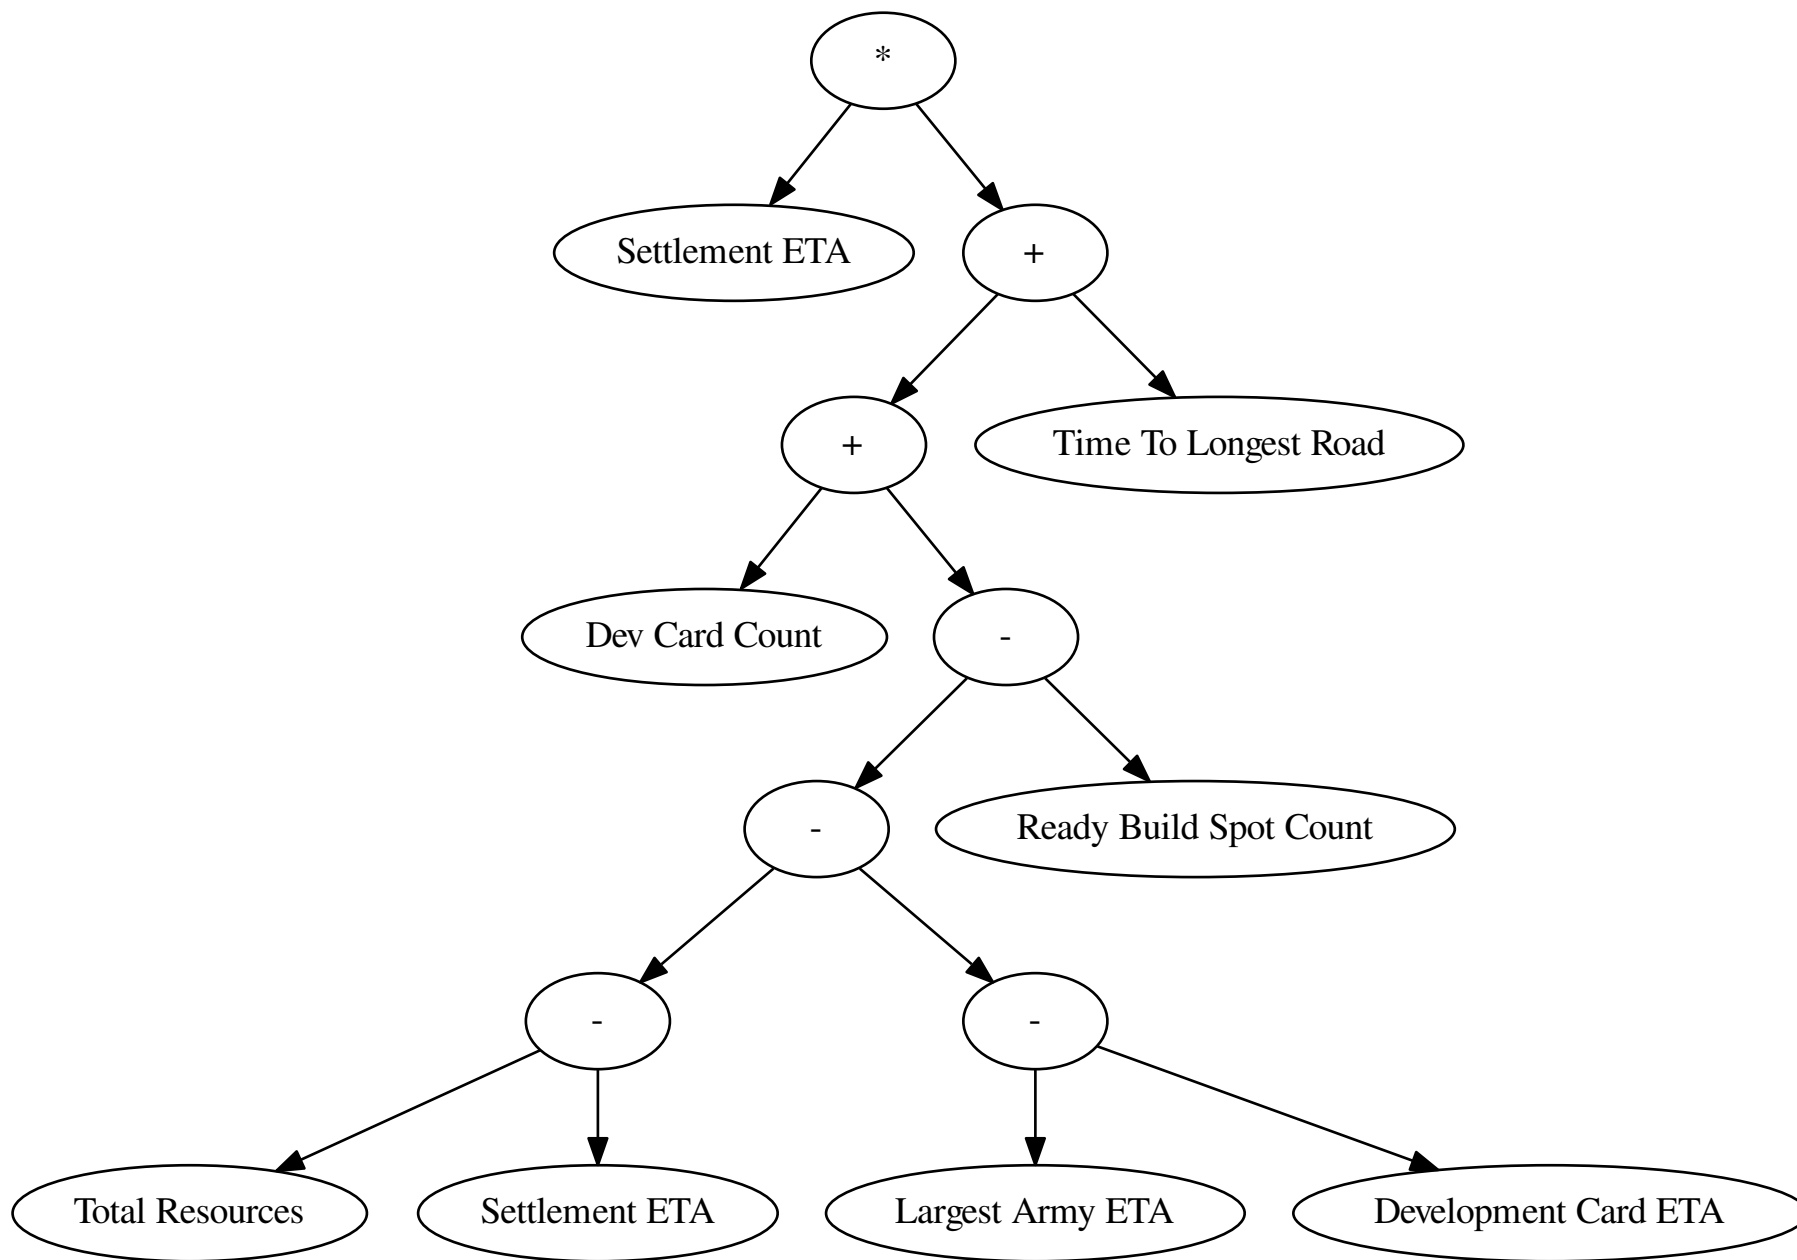 *
Settlement ETA
+
+
Time To Longest Road
Dev Card Count
-
-
Ready Build Spot Count
-
-
Total Resources
Settlement ETA
Largest Army ETA
Development Card ETA